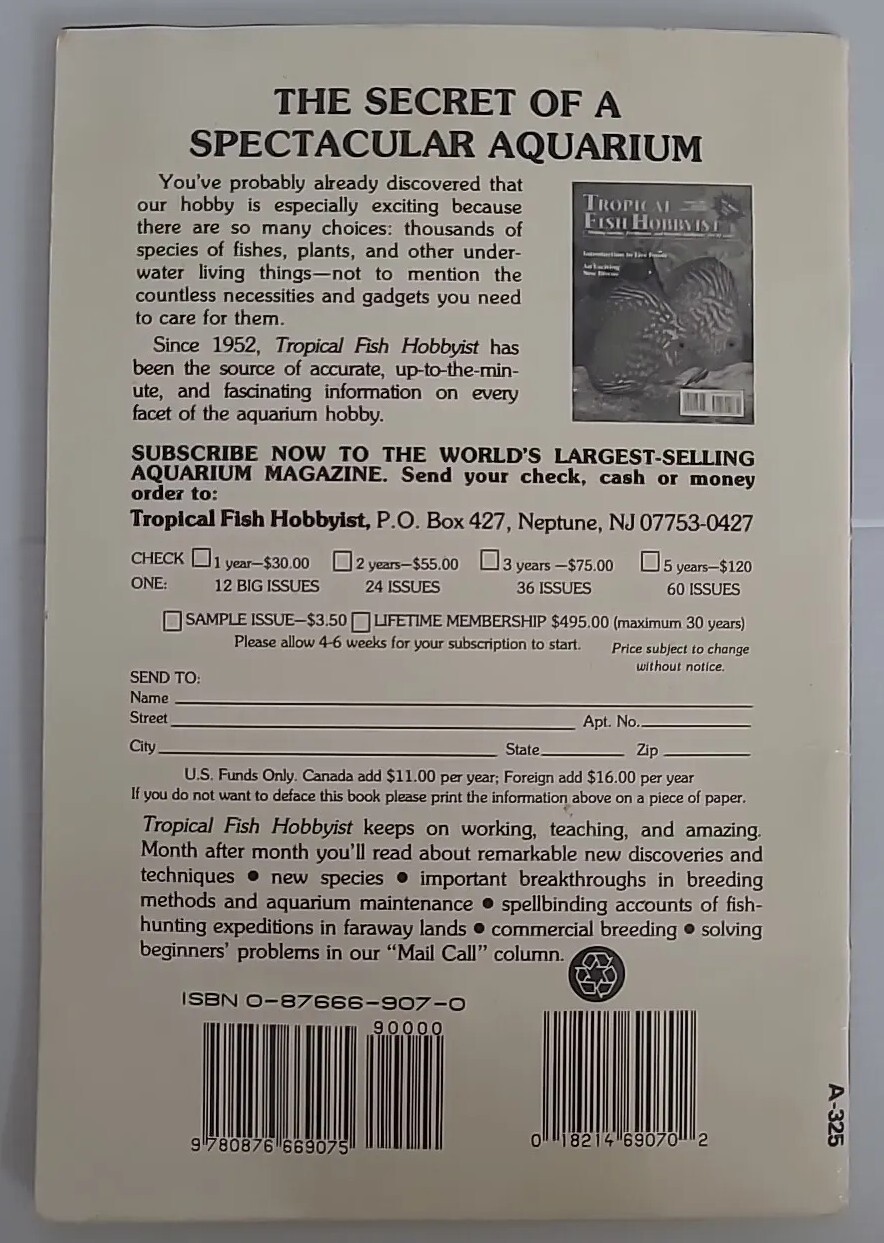 THE SECRET OF A
SPECTACULAR AQUARIUM
You've probably already discovered that
our hobby is especially exciting because
there are so many choices: thousands of
species of fishes, plants, and other under-
water living things—not to mention the
countless necessities and gadgets you need
to care for them.
Since 1952, Tropical Fish Hobbyist has
been the source of accurate, up-to-the-min-
ute, and fascinating information on every
facet of the aquarium hobby.
TROPICAL
FISH HOBBYIST
Introduction to Live Foods
An Exciting
New Discus
SUBSCRIBE NOW TO THE WORLD'S LARGEST-SELLING
AQUARIUM MAGAZINE. Send your check, cash or money
order to:
Tropical Fish Hobbyist, P.O. Box 427, Neptune, NJ 07753-0427
CHECK 1 year—$30.00 2 years—$55.00 3 years —$75.00 5 years—$120
ONE: 12 BIG ISSUES 24 ISSUES 36 ISSUES 60 ISSUES
SAMPLE ISSUE—$3.50 LIFETIME MEMBERSHIP $495.00 (maximum 30 years)
Please allow 4-6 weeks for your subscription to start. Price subject to change
without notice.
SEND TO:
Name
Street Apt. No.
City State Zip
U.S. Funds Only. Canada add $11.00 per year; Foreign add $16.00 per year
If you do not want to deface this book please print the information above on a piece of paper.
Tropical Fish Hobbyist keeps on working, teaching, and amazing.
Month after month you'll read about remarkable new discoveries and
techniques ● new species ● important breakthroughs in breeding
methods and aquarium maintenance ● spellbinding accounts of fish-
hunting expeditions in faraway lands ● commercial breeding ● solving
beginners' problems in our "Mail Call" column.
ISBN 0-87666-907-0
90000
9 780876 669075
0 18214 69070 2
A-325